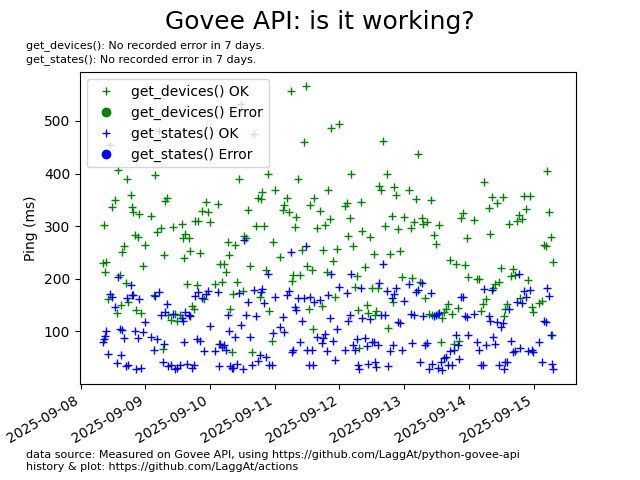 Govee API: is it working?
get_devices(): No recorded error in 7 days.
get_states(): No recorded error in 7 days.
get_devices() OK
get_devices() Error
get_states() OK
get_states() Error
Ping (ms)
500
400
300
200
100
2025-09-08
2025-09-09
2025-09-10
2025-09-11
2025-09-12
2025-09-13
2025-09-14
2025-09-15
data source: Measured on Govee API, using https://github.com/LaggAt/python-govee-api
history & plot: https://github.com/LaggAt/actions